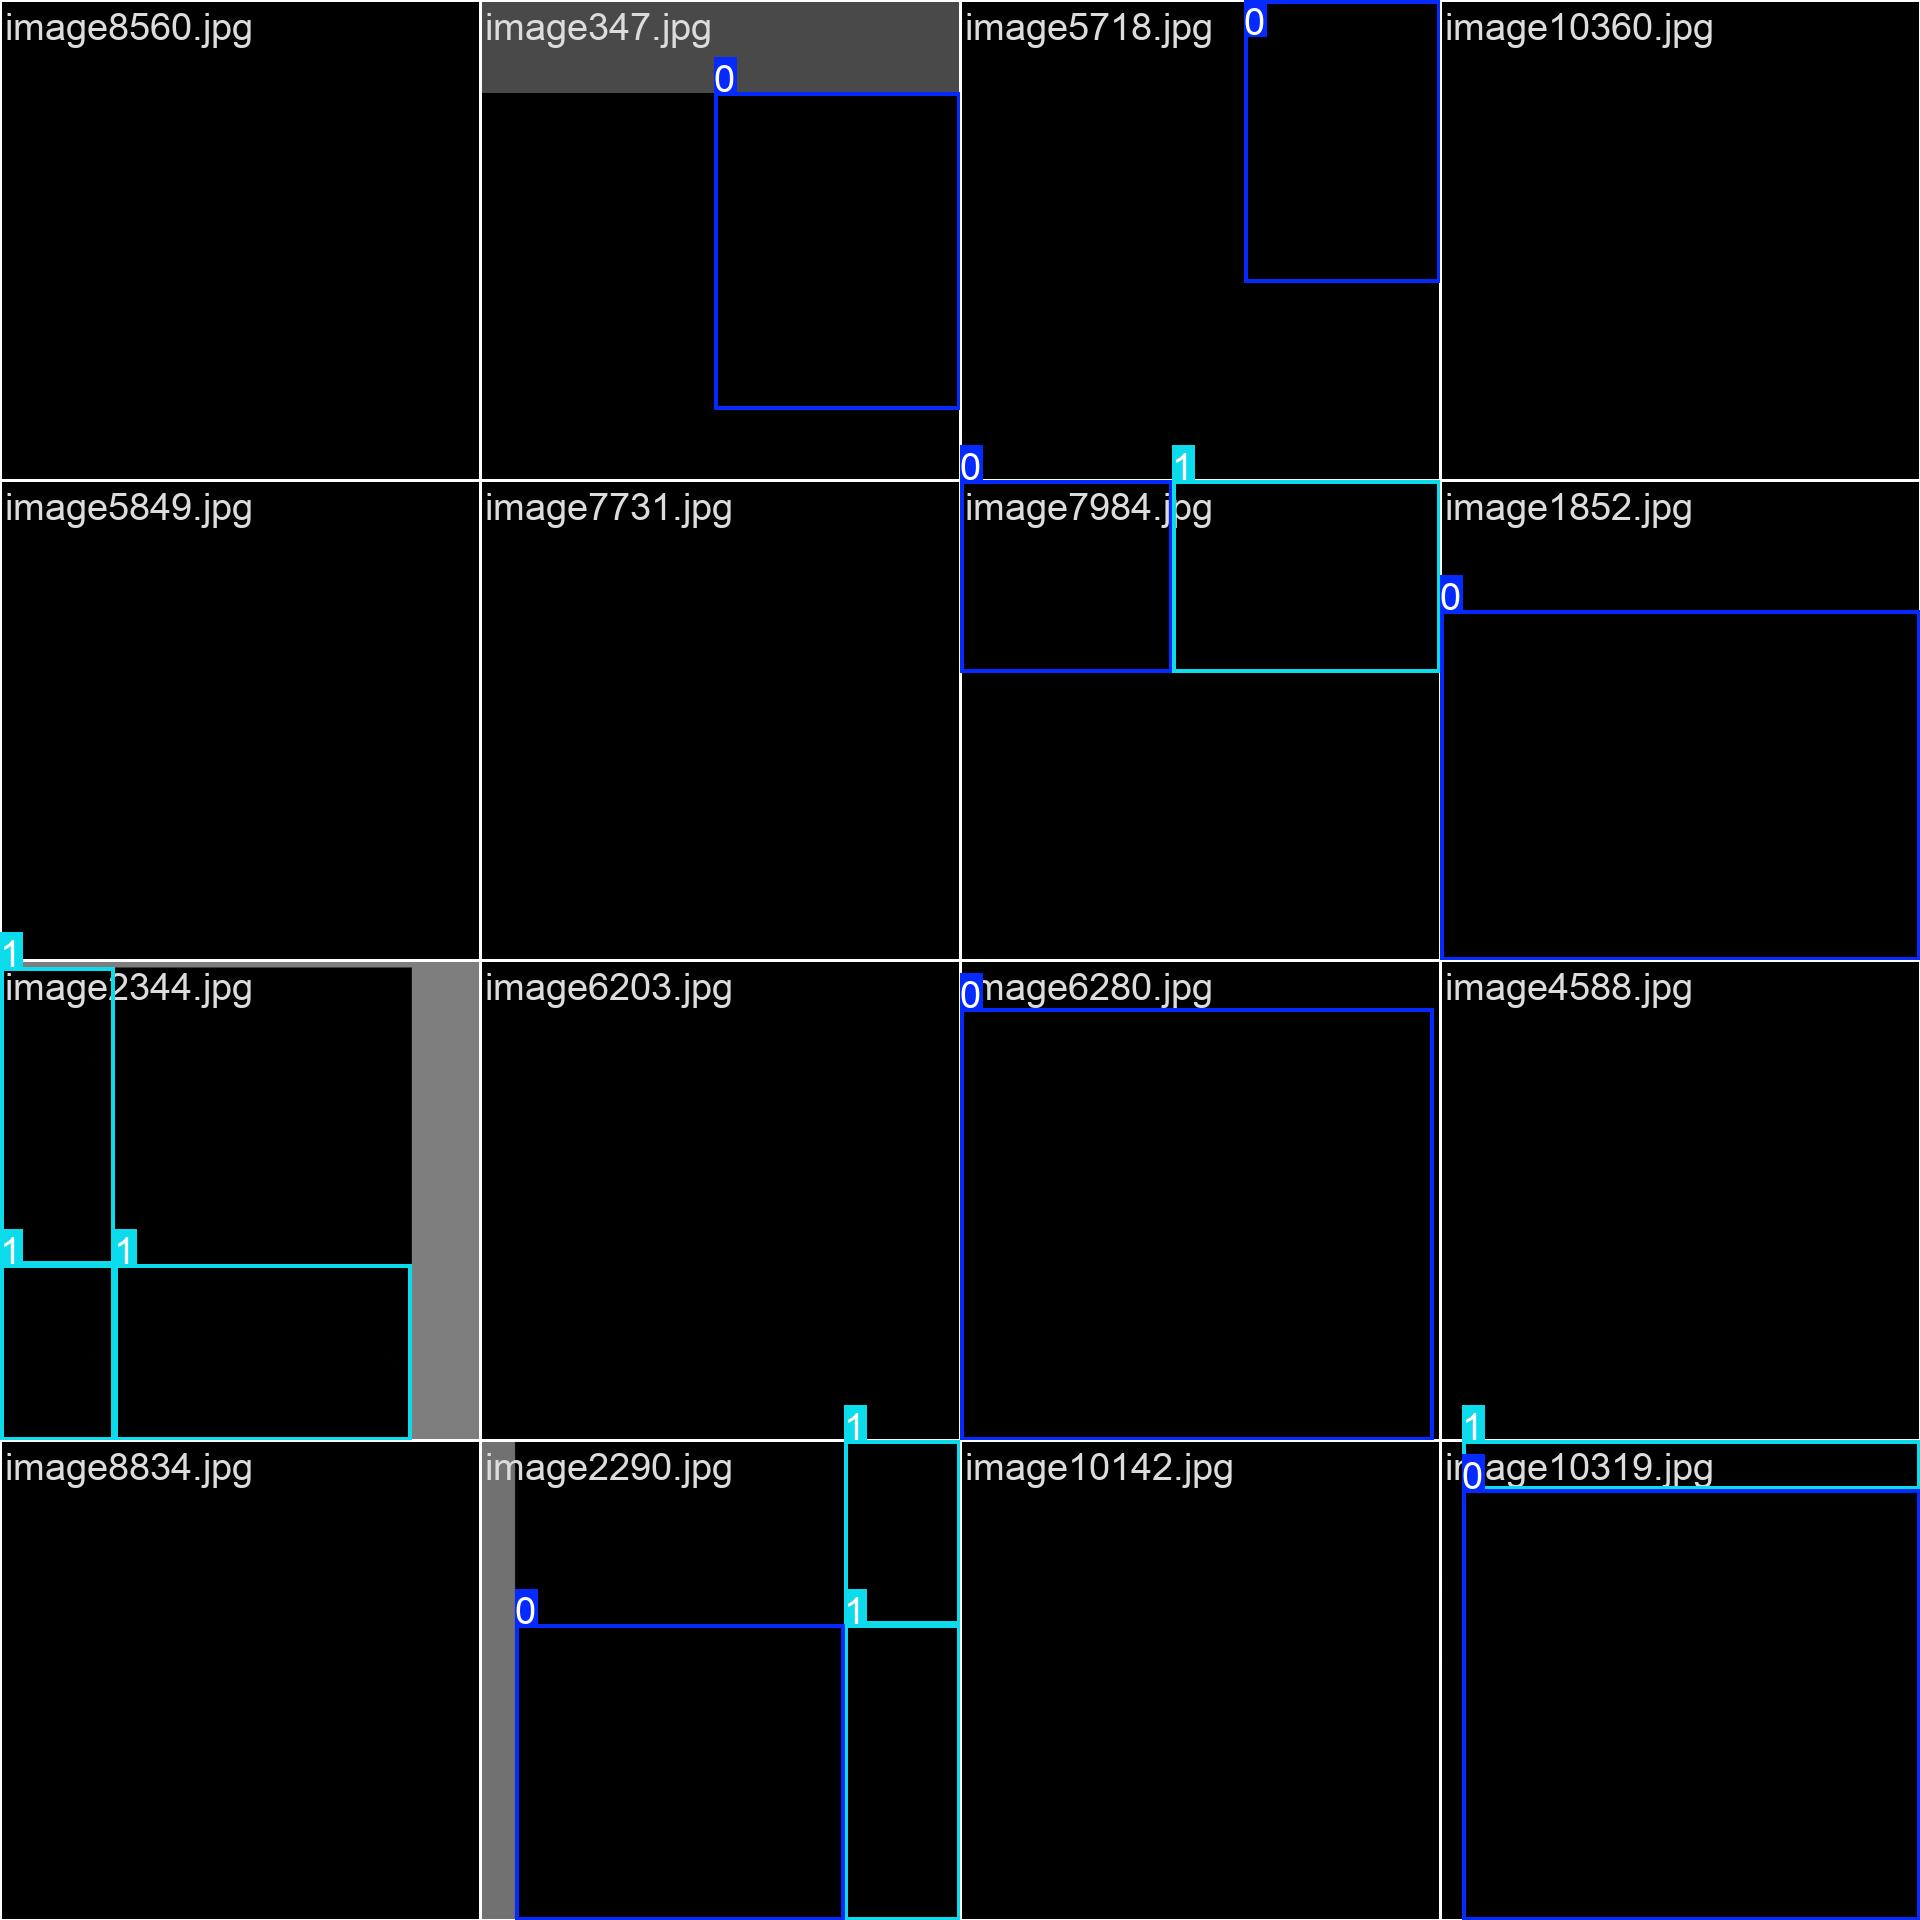 image8560.jpg
image347.jpg
image5718.jpg
image10360.jpg
0
0
0
1
image5849.jpg
image7731.jpg
image7984.jpg
image1852.jpg
0
1
image2344.jpg
image6203.jpg
image6280.jpg
image4588.jpg
0
1
1
1
1
image8834.jpg
image2290.jpg
image10142.jpg
image10319.jpg
0
0
1